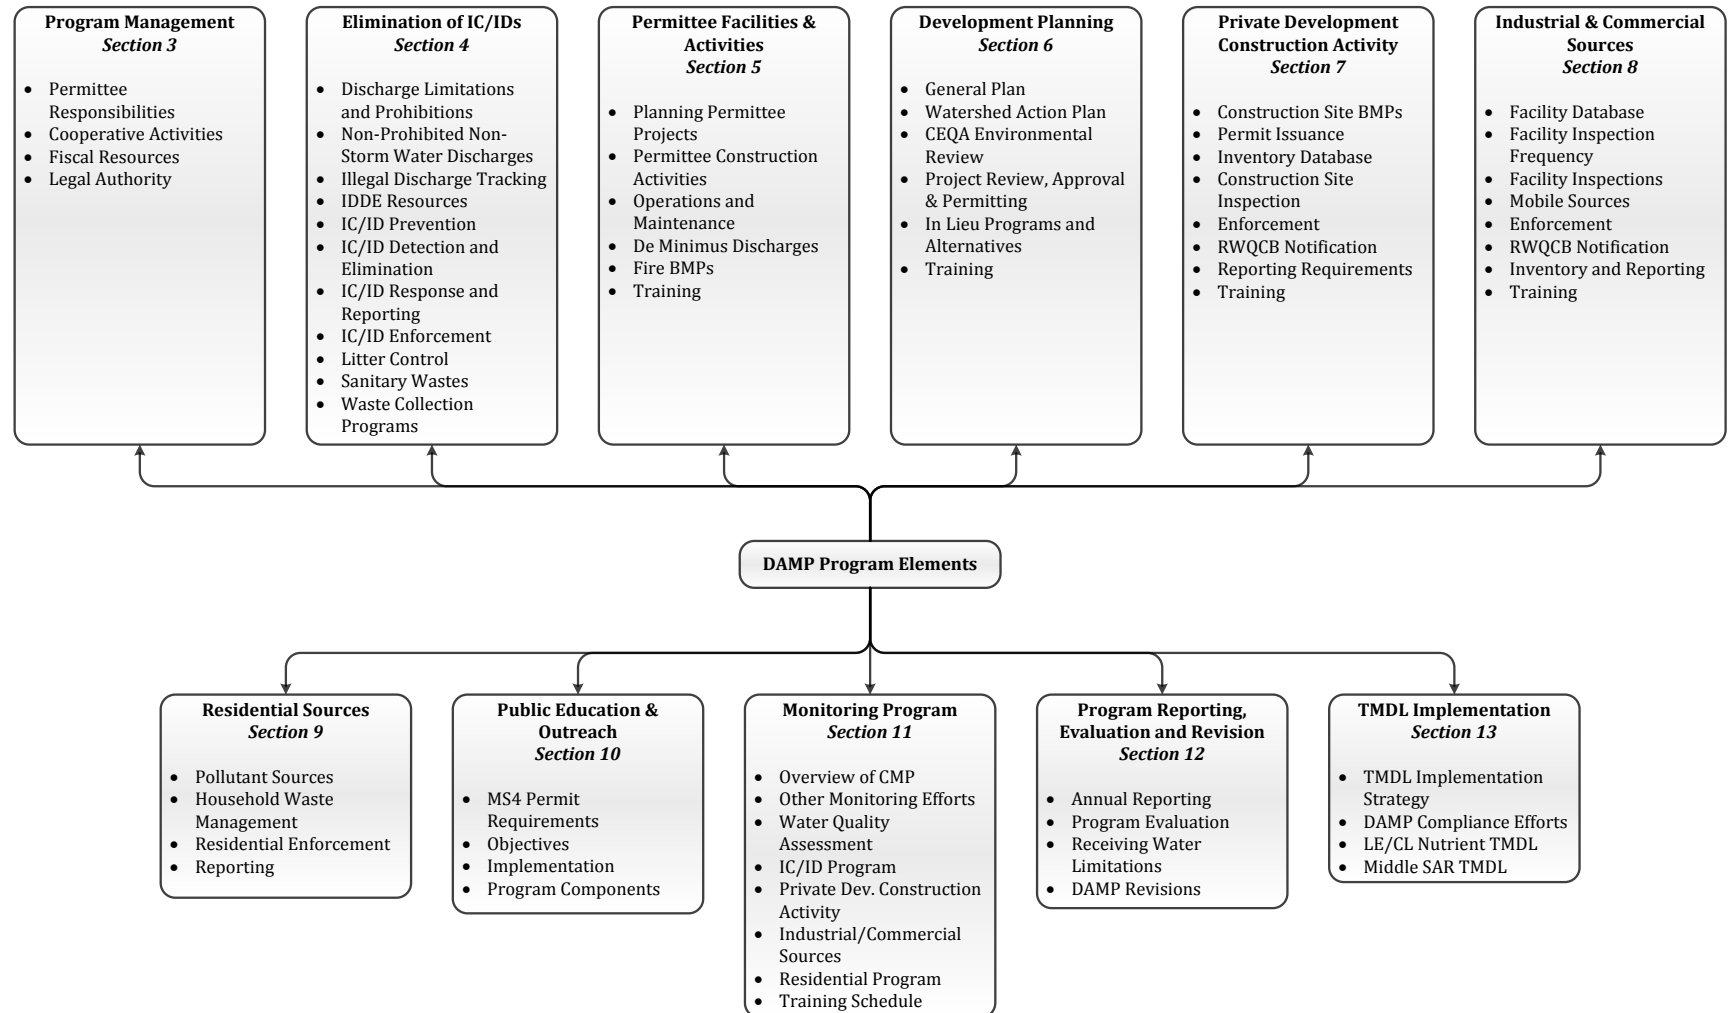 Program Management
Section 3
• Permittee
Responsibilities
• Cooperative Activities
• Fiscal Resources
• Legal Authority
Elimination of IC/IDs
Section 4
• Discharge Limitations
and Prohibitions
• Non-Prohibited Non-
Storm Water Discharges
• Illegal Discharge Tracking
• IDDE Resources
• IC/ID Prevention
• IC/ID Detection and
Elimination
• IC/ID Response and
Reporting
• IC/ID Enforcement
• Litter Control
• Sanitary Wastes
• Waste Collection
Programs
Permittee Facilities &
Activities
Section 5
• Planning Permittee
Projects
• Permittee Construction
Activities
• Operations and
Maintenance
• De Minimus Discharges
• Fire BMPs
• Training
Development Planning
Section 6
• General Plan
• Watershed Action Plan
• CEQA Environmental
Review
• Project Review, Approval
& Permitting
• In Lieu Programs and
Alternatives
• Training
Private Development
Construction Activity
Section 7
• Construction Site BMPs
• Permit Issuance
• Inventory Database
• Construction Site
Inspection
• Enforcement
• RWQCB Notification
• Reporting Requirements
• Training
Industrial & Commercial
Sources
Section 8
• Facility Database
• Facility Inspection
Frequency
• Facility Inspections
• Mobile Sources
• Enforcement
• RWQCB Notification
• Inventory and Reporting
• Training
DAMP Program Elements
Residential Sources
Section 9
• Pollutant Sources
• Household Waste
Management
• Residential Enforcement
• Reporting
Public Education &
Outreach
Section 10
• MS4 Permit
Requirements
• Objectives
• Implementation
• Program Components
Monitoring Program
Section 11
• Overview of CMP
• Other Monitoring Efforts
• Water Quality
Assessment
• IC/ID Program
• Private Dev. Construction
Activity
• Industrial/Commercial
Sources
• Residential Program
• Training Schedule
Program Reporting,
Evaluation and Revision
Section 12
• Annual Reporting
• Program Evaluation
• Receiving Water
Limitations
• DAMP Revisions
TMDL Implementation
Section 13
• TMDL Implementation
Strategy
• DAMP Compliance Efforts
• LE/CL Nutrient TMDL
• Middle SAR TMDL